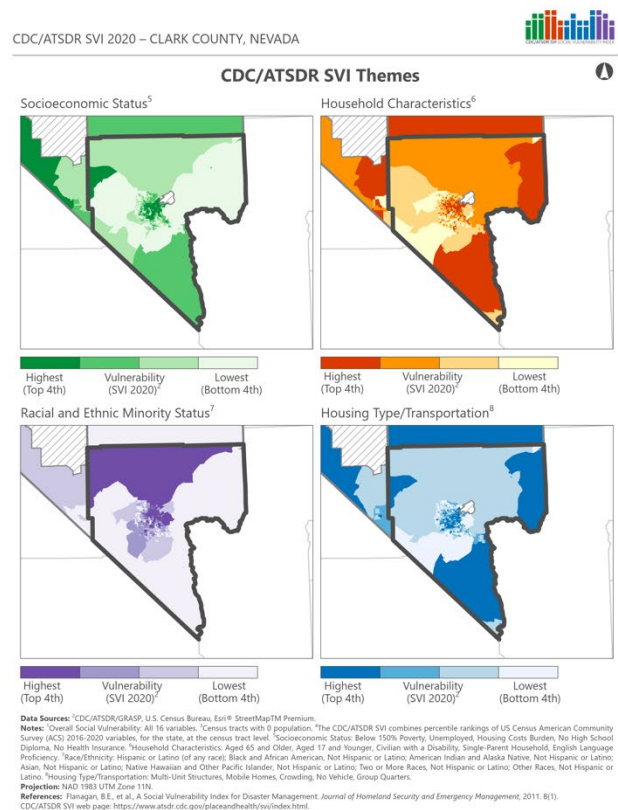 CDC/ATSDR SVI 2020 – CLARK COUNTY, NEVADA
CDC/ATSDR SVI SOCIAL VULNERABILITY INDEX
CDC/ATSDR SVI Themes
Socioeconomic Status⁵
Household Characteristics⁶
Highest (Top 4th)
Vulnerability (SVI 2020)²
Lowest (Bottom 4th)
Highest (Top 4th)
Vulnerability (SVI 2020)²
Lowest (Bottom 4th)
Racial and Ethnic Minority Status⁷
Housing Type/Transportation⁸
Highest (Top 4th)
Vulnerability (SVI 2020)²
Lowest (Bottom 4th)
Highest (Top 4th)
Vulnerability (SVI 2020)²
Lowest (Bottom 4th)
Data Sources: ²CDC/ATSDR/GRASP, U.S. Census Bureau, Esri® StreetMapTM Premium.
Notes: ¹Overall Social Vulnerability: All 16 variables. ³Census tracts with 0 population. ⁴The CDC/ATSDR SVI combines percentile rankings of US Census American Community
Survey (ACS) 2016-2020 variables, for the state, at the census tract level. ⁵Socioeconomic Status: Below 150% Poverty, Unemployed, Housing Costs Burden, No High School
Diploma, No Health Insurance. ⁶Household Characteristics: Aged 65 and Older, Aged 17 and Younger, Civilian with a Disability, Single-Parent Household, English Language
Proficiency. ⁷Race/Ethnicity: Hispanic or Latino (of any race); Black and African American, Not Hispanic or Latino; American Indian and Alaska Native, Not Hispanic or Latino;
Asian, Not Hispanic or Latino; Native Hawaiian and Other Pacific Islander, Not Hispanic or Latino; Two or More Races, Not Hispanic or Latino; Other Races, Not Hispanic or
Latino. ⁸Housing Type/Transportation: Multi-Unit Structures, Mobile Homes, Crowding, No Vehicle, Group Quarters.
Projection: NAD 1983 UTM Zone 11N.
References: Flanagan, B.E., et al., A Social Vulnerability Index for Disaster Management. Journal of Homeland Security and Emergency Management, 2011. 8(1).
CDC/ATSDR SVI web page: https://www.atsdr.cdc.gov/placeandhealth/svi/index.html.